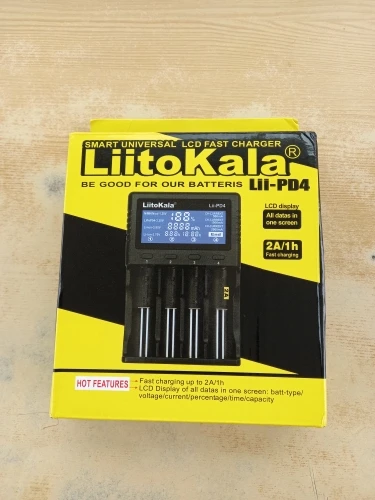 SMART UNIVERSAL LCD FAST CHARGER
LiitoKala®
BE GOOD FOR OUR BATTERIS Lii-PD4
LCD display
All datas in
one screen
2A/1h
Fast charging
LiitoKala® Lii-PD4
2A
HOT FEATURES
- Fast charging up to 2A/1h
- LCD Display of all datas in one screen: batt-type/
voltage/current/percentage/time/capacity